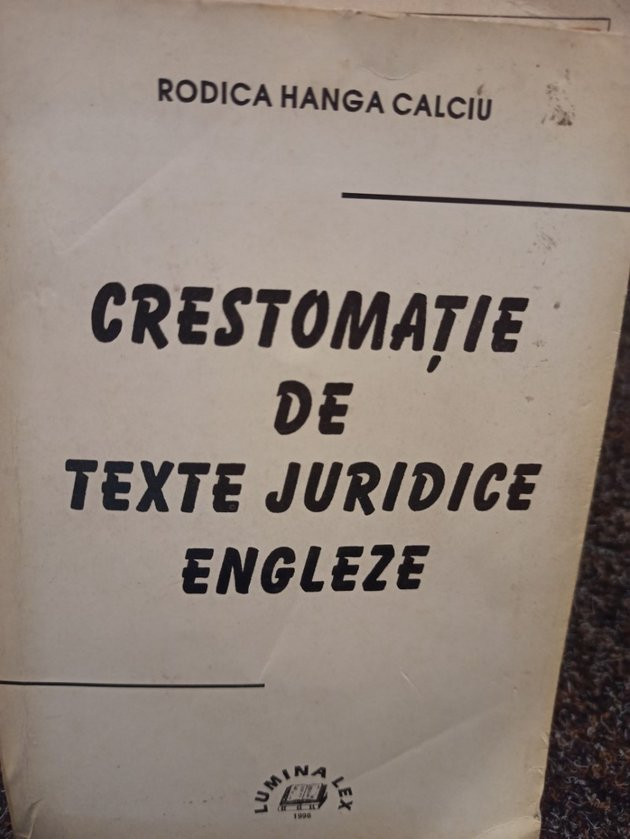 RODICA HANGA CALCIU
CRESTOMAȚIE
DE
TEXTE JURIDICE
ENGLEZE
LUMINA LEX
1998